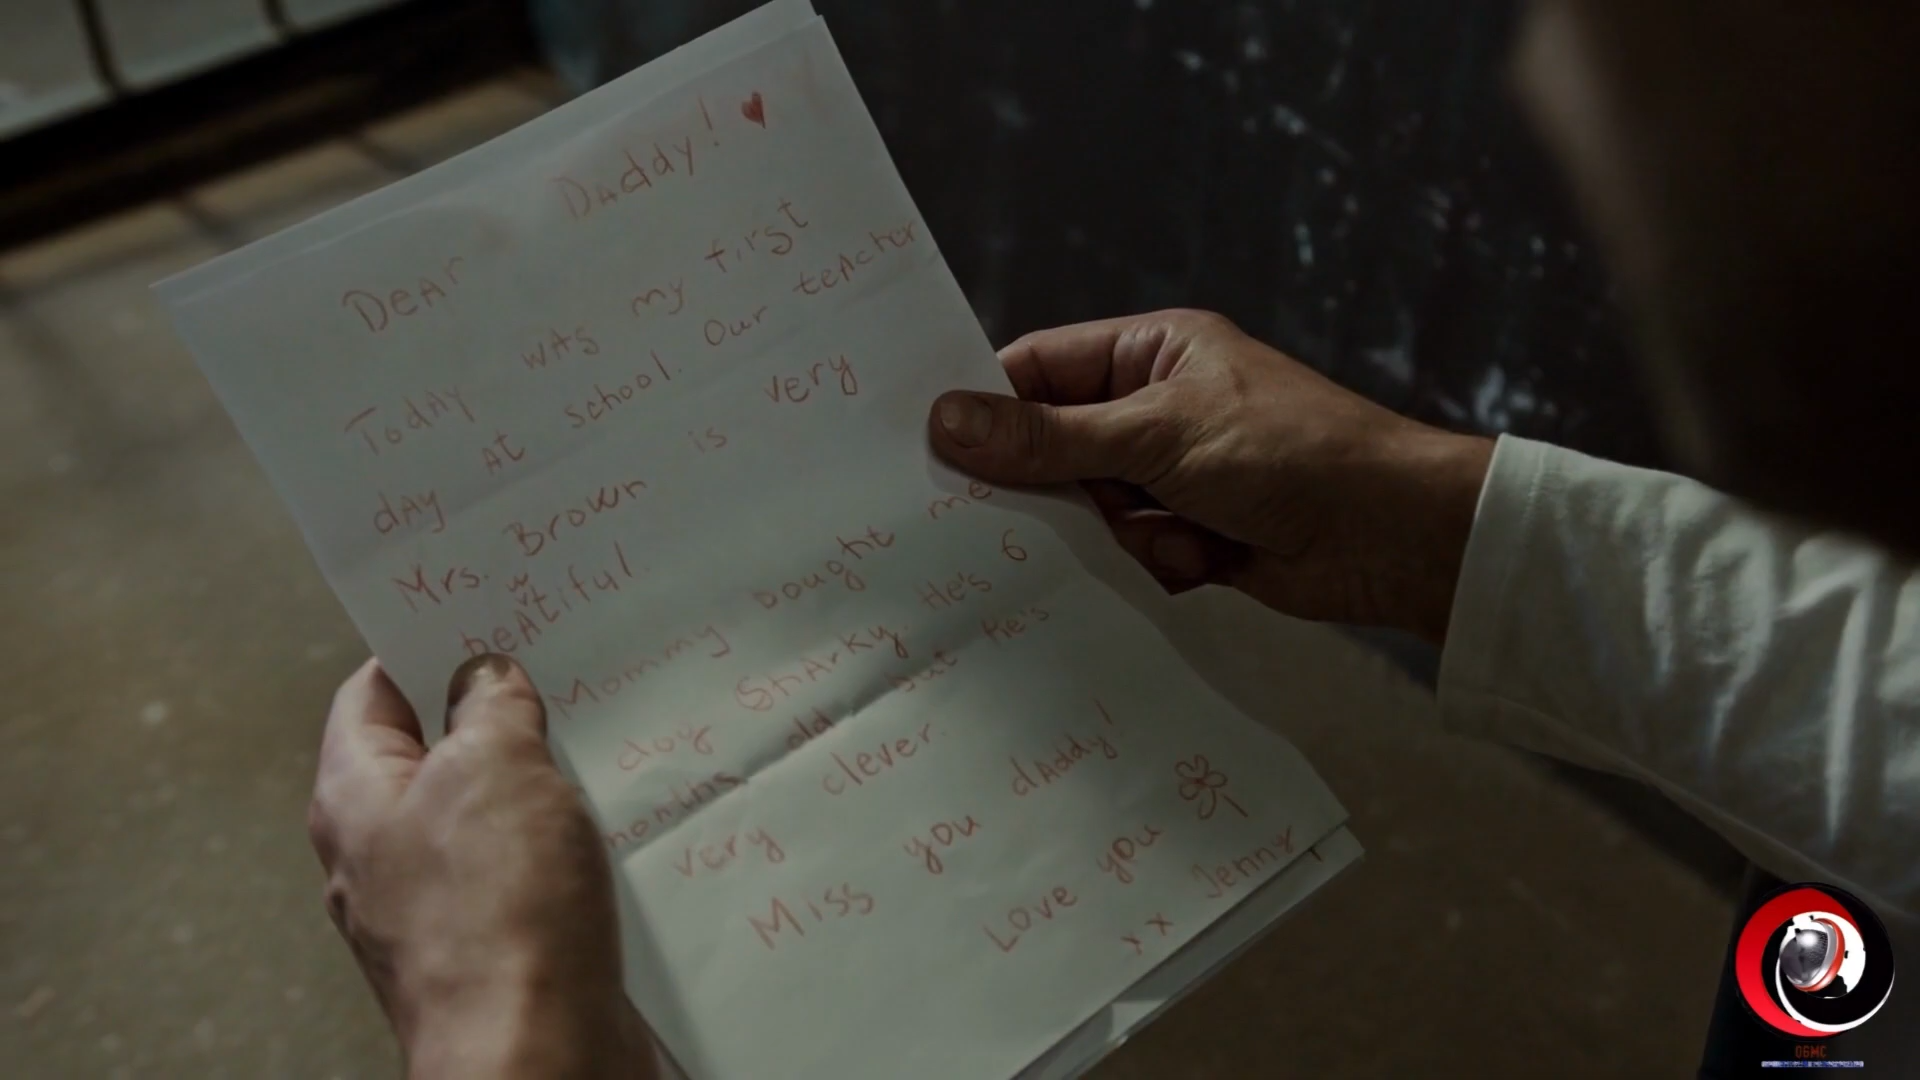 Dear Daddy!
Today was my first
day at school. Our teacher
Mrs. Brown is very
beautiful.
Mommy bought me
dog Sharky. He's 6
months old but he's
very clever.
Miss you daddy!
Love you
xx Jenny
OGMC